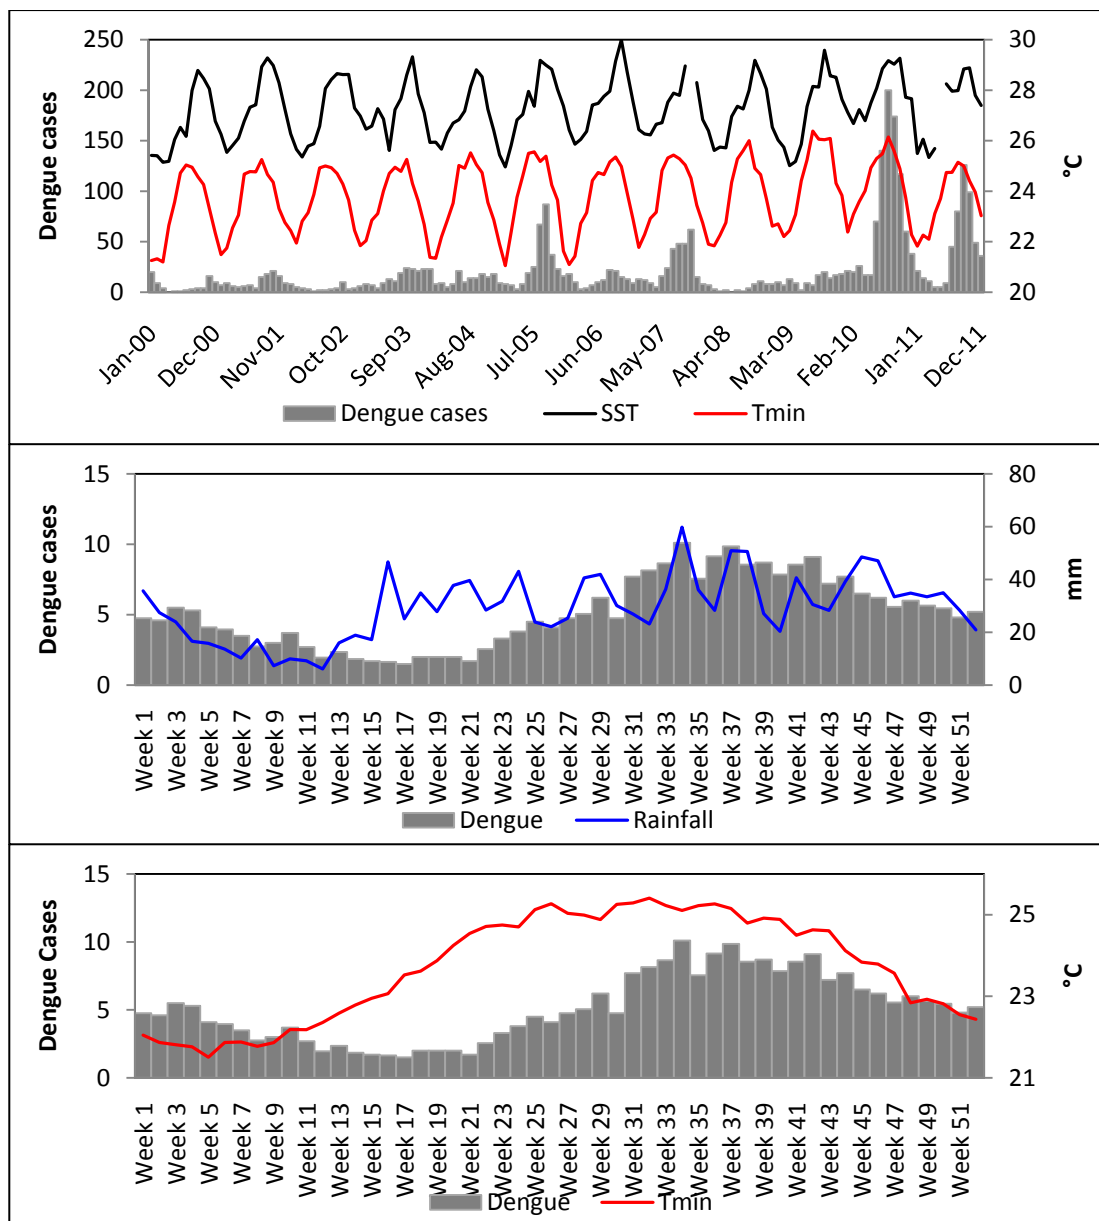 250 30
200 28
150 26
100 24
50 22
0 20
Dengue cases
°C
Jan-00 Dec-00 Nov-01 Oct-02 Sep-03 Aug-04 Jul-05 Jun-06 May-07 Apr-08 Mar-09 Feb-10 Jan-11 Dec-11
Dengue cases SST Tmin
15 80
60
10
40
5
20
0 0
Dengue cases
mm
Week 1 Week 3 Week 5 Week 7 Week 9 Week 11 Week 13 Week 15 Week 17 Week 19 Week 21 Week 23 Week 25 Week 27 Week 29 Week 31 Week 33 Week 35 Week 37 Week 39 Week 41 Week 43 Week 45 Week 47 Week 49 Week 51
Dengue Rainfall
15
25
10
23
5
0 21
Dengue Cases
°C
Week 1 Week 3 Week 5 Week 7 Week 9 Week 11 Week 13 Week 15 Week 17 Week 19 Week 21 Week 23 Week 25 Week 27 Week 29 Week 31 Week 33 Week 35 Week 37 Week 39 Week 41 Week 43 Week 45 Week 47 Week 49 Week 51
Dengue Tmin